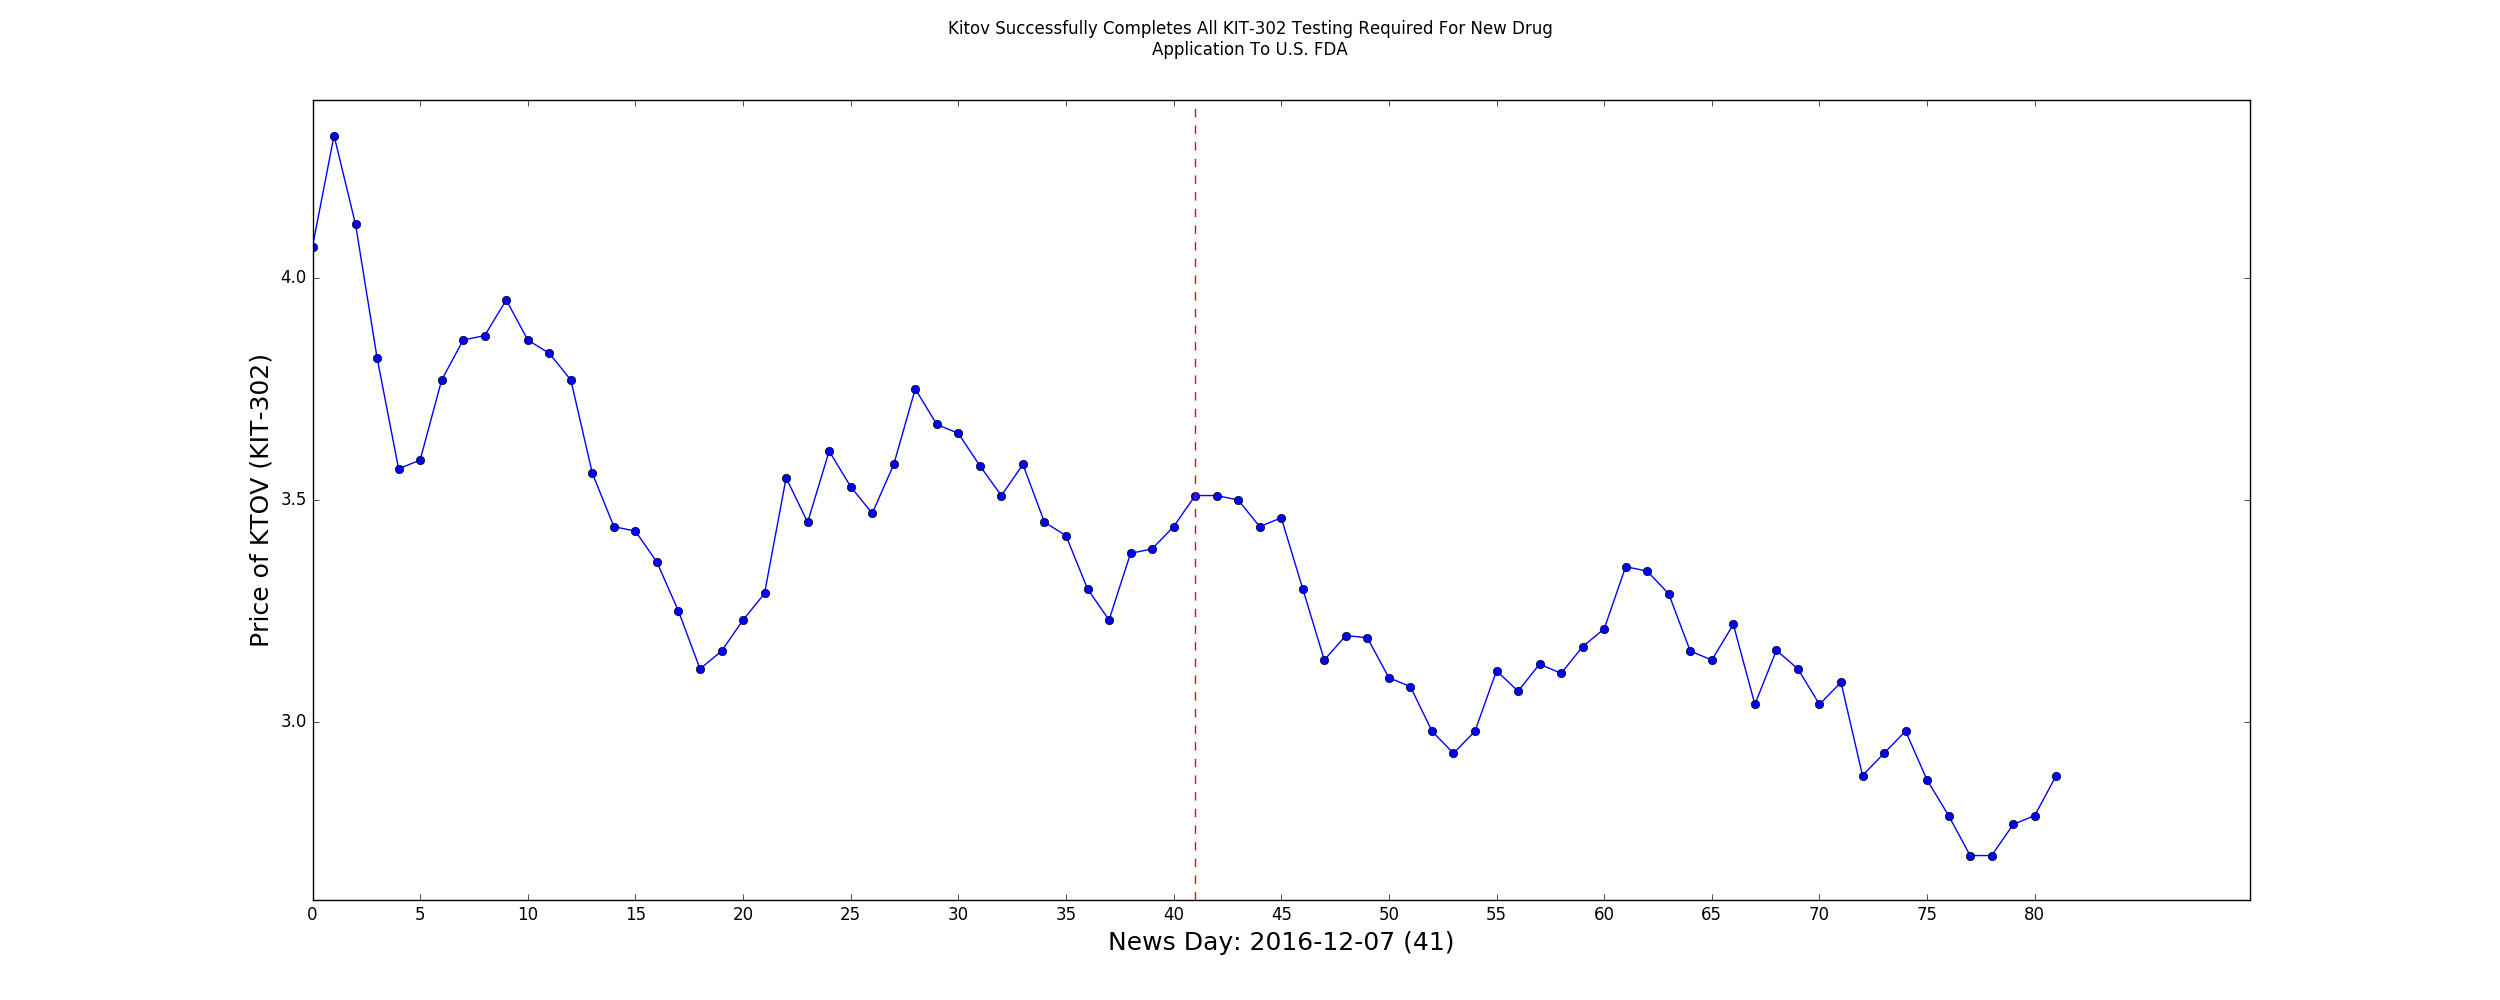 Kitov Successfully Completes All KIT-302 Testing Required For New Drug
Application To U.S. FDA
Price of KTOV (KIT-302)
4.0
3.5
3.0
0 5 10 15 20 25 30 35 40 45 50 55 60 65 70 75 80
News Day: 2016-12-07 (41)